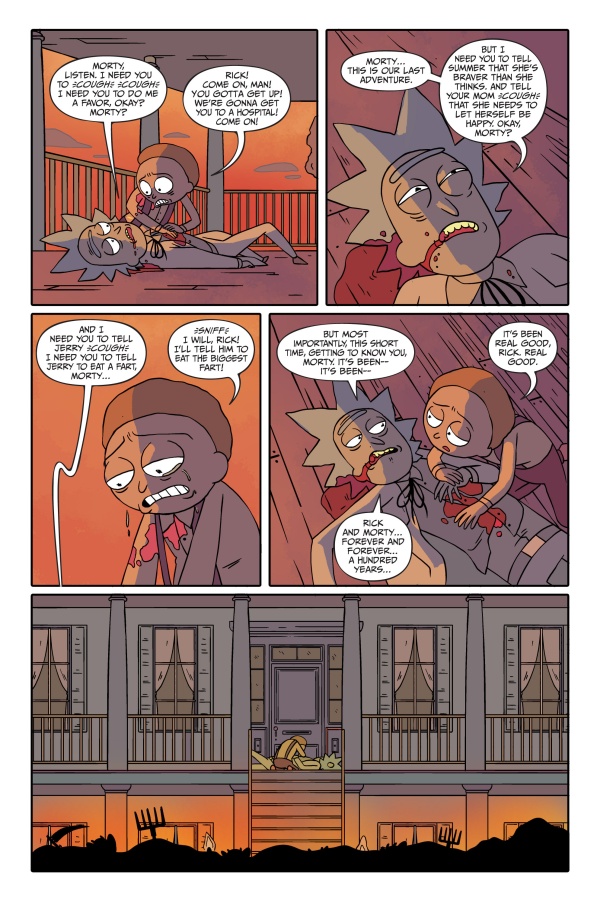 MORTY,
LISTEN. I NEED YOU
TO *COUGH* *COUGH*
I NEED YOU TO DO ME
A FAVOR, OKAY?
MORTY?
RICK!
COME ON, MAN!
YOU GOTTA GET UP!
WE'RE GONNA GET
YOU TO A HOSPITAL!
COME ON!
MORTY...
THIS IS OUR LAST
ADVENTURE.
BUT I
NEED YOU TO TELL
SUMMER THAT SHE'S
BRAVER THAN SHE
THINKS. AND TELL
YOUR MOM *COUGH*
THAT SHE NEEDS TO
LET HERSELF BE
HAPPY. OKAY,
MORTY?
AND I
NEED YOU TO TELL
JERRY *COUGH*
I NEED YOU TO TELL
JERRY TO EAT A FART,
MORTY...
*SNIFF*
I WILL, RICK!
I'LL TELL HIM TO
EAT THE BIGGEST
FART!
BUT MOST
IMPORTANTLY, THIS SHORT
TIME, GETTING TO KNOW YOU,
MORTY. IT'S BEEN--
IT'S BEEN--
IT'S BEEN
REAL GOOD,
RICK. REAL
GOOD.
RICK
AND MORTY...
FOREVER AND
FOREVER...
A HUNDRED
YEARS...